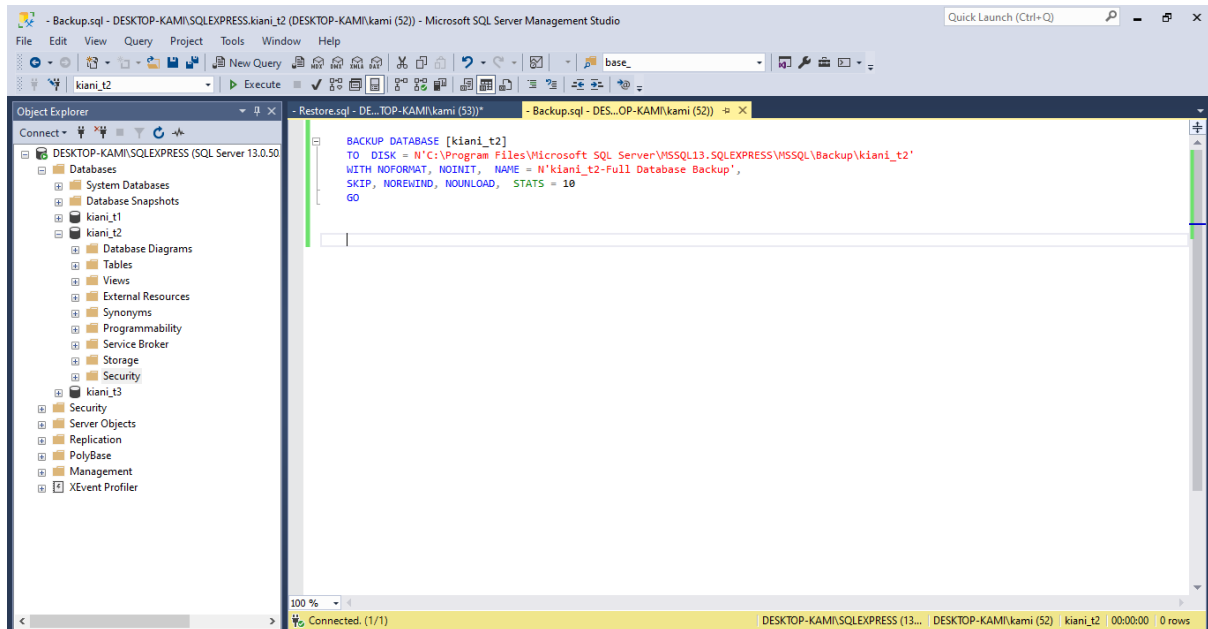 - Backup.sql - DESKTOP-KAMI\SQLEXPRESS.kiani_t2 (DESKTOP-KAMI\kami (52)) - Microsoft SQL Server Management Studio
Quick Launch (Ctrl+Q)
File Edit View Query Project Tools Window Help
New Query MDX DMX XMLA DAX base_
kiani_t2 Execute
Object Explorer
- Restore.sql - DE...TOP-KAMI\kami (53))*
- Backup.sql - DES...OP-KAMI\kami (52))
Connect
DESKTOP-KAMI\SQLEXPRESS (SQL Server 13.0.50
Databases
System Databases
Database Snapshots
kiani_t1
kiani_t2
Database Diagrams
Tables
Views
External Resources
Synonyms
Programmability
Service Broker
Storage
Security
kiani_t3
Security
Server Objects
Replication
PolyBase
Management
XEvent Profiler
BACKUP DATABASE [kiani_t2]
TO DISK = N'C:\Program Files\Microsoft SQL Server\MSSQL13.SQLEXPRESS\MSSQL\Backup\kiani_t2'
WITH NOFORMAT, NOINIT, NAME = N'kiani_t2-Full Database Backup',
SKIP, NOREWIND, NOUNLOAD, STATS = 10
GO
100 %
Connected. (1/1)
DESKTOP-KAMI\SQLEXPRESS (13... DESKTOP-KAMI\kami (52) kiani_t2 00:00:00 0 rows